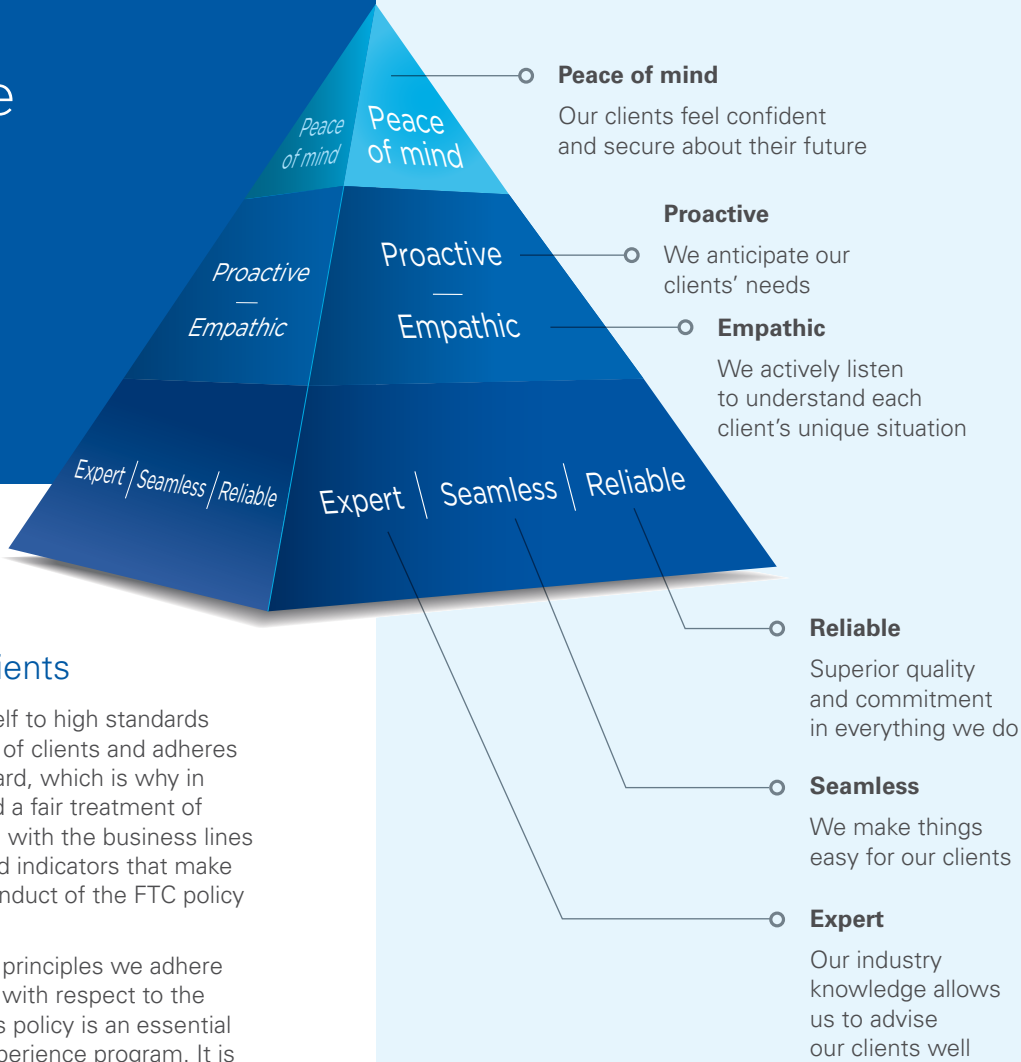 e
Peace
of mind
Peace
of mind
Proactive
Empathic
Proactive
Empathic
Expert | Seamless | Reliable
Expert | Seamless | Reliable
Peace of mind
Our clients feel confident
and secure about their future
Proactive
We anticipate our
clients’ needs
Empathic
We actively listen
to understand each
client’s unique situation
Reliable
Superior quality
and commitment
in everything we do
Seamless
We make things
easy for our clients
Expert
Our industry
knowledge allows
us to advise
our clients well
ients
elf to high standards
of clients and adheres
ard, which is why in
d a fair treatment of
with the business lines
d indicators that make
nduct of the FTC policy
principles we adhere
with respect to the
s policy is an essential
perience program. It is